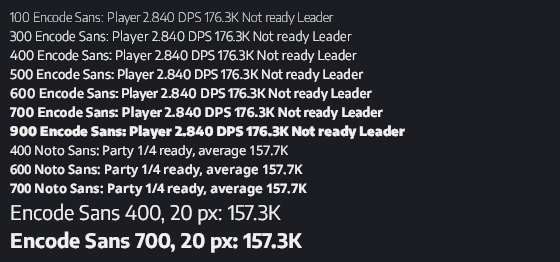 100 Encode Sans: Player 2.840 DPS 176.3K Not ready Leader
300 Encode Sans: Player 2.840 DPS 176.3K Not ready Leader
400 Encode Sans: Player 2.840 DPS 176.3K Not ready Leader
500 Encode Sans: Player 2.840 DPS 176.3K Not ready Leader
600 Encode Sans: Player 2.840 DPS 176.3K Not ready Leader
700 Encode Sans: Player 2.840 DPS 176.3K Not ready Leader
900 Encode Sans: Player 2.840 DPS 176.3K Not ready Leader
400 Noto Sans: Party 1/4 ready, average 157.7K
600 Noto Sans: Party 1/4 ready, average 157.7K
700 Noto Sans: Party 1/4 ready, average 157.7K
Encode Sans 400, 20 px: 157.3K
Encode Sans 700, 20 px: 157.3K